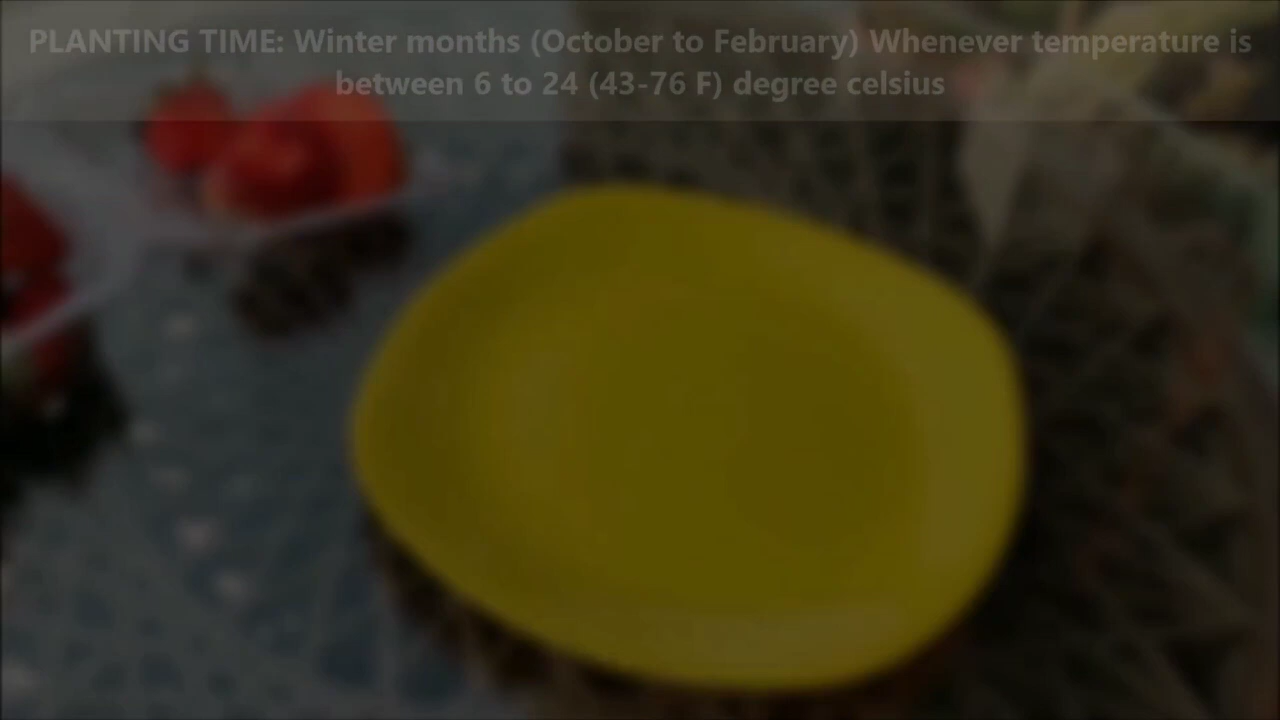 PLANTING TIME: Winter months (October to February) Whenever temperature is
between 6 to 24 (43-76 F) degree celsius